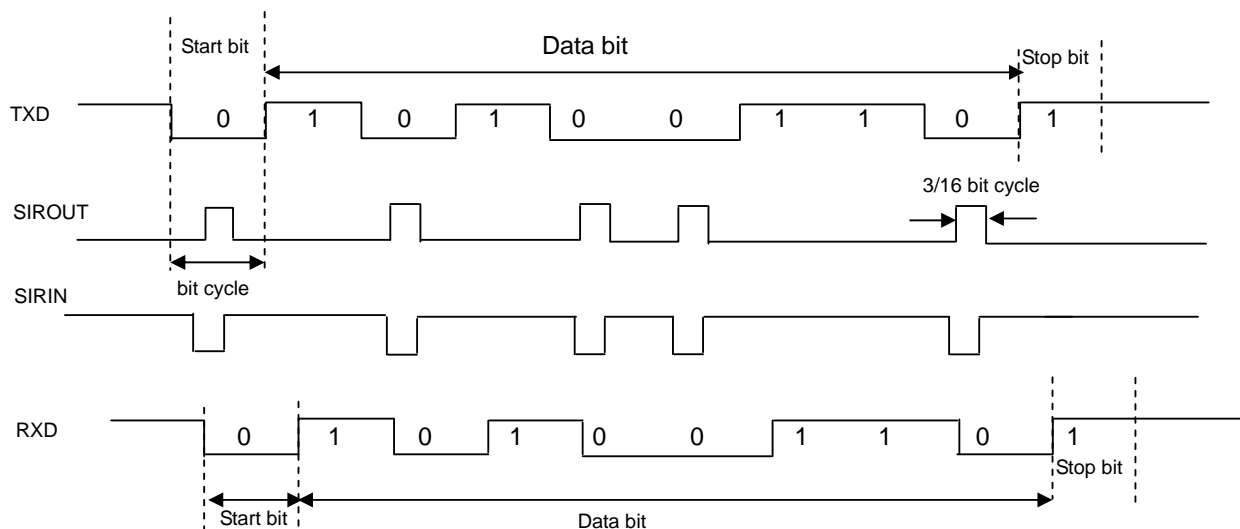 Start bit
Data bit
Stop bit
TXD
0 1 0 1 0 0 1 1 0 1
3/16 bit cycle
SIROUT
bit cycle
SIRIN
RXD
0 1 0 1 0 0 1 1 0 1
Stop bit
Start bit
Data bit